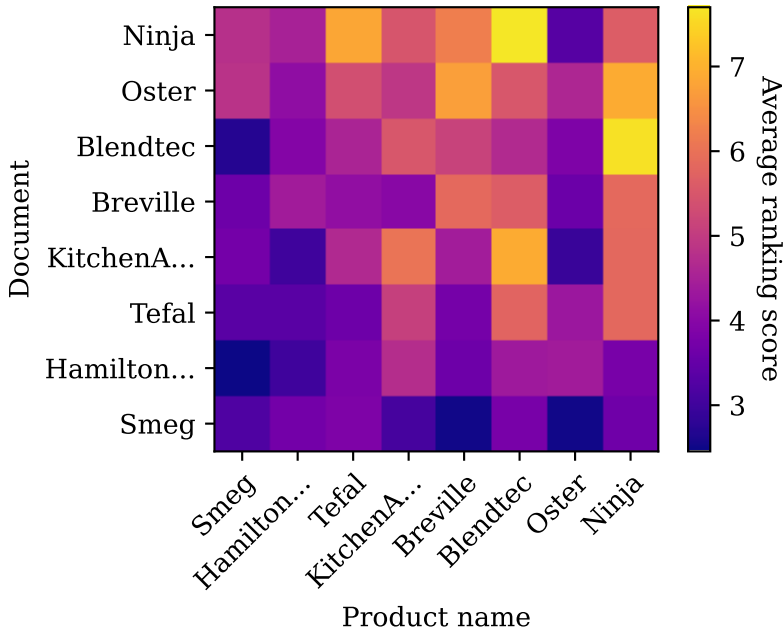 Document
Ninja
Oster
Blendtec
Breville
KitchenA...
Tefal
Hamilton...
Smeg
Smeg
Hamilton...
Tefal
KitchenA...
Breville
Blendtec
Oster
Ninja
Product name
7
6
5
4
3
Average ranking score